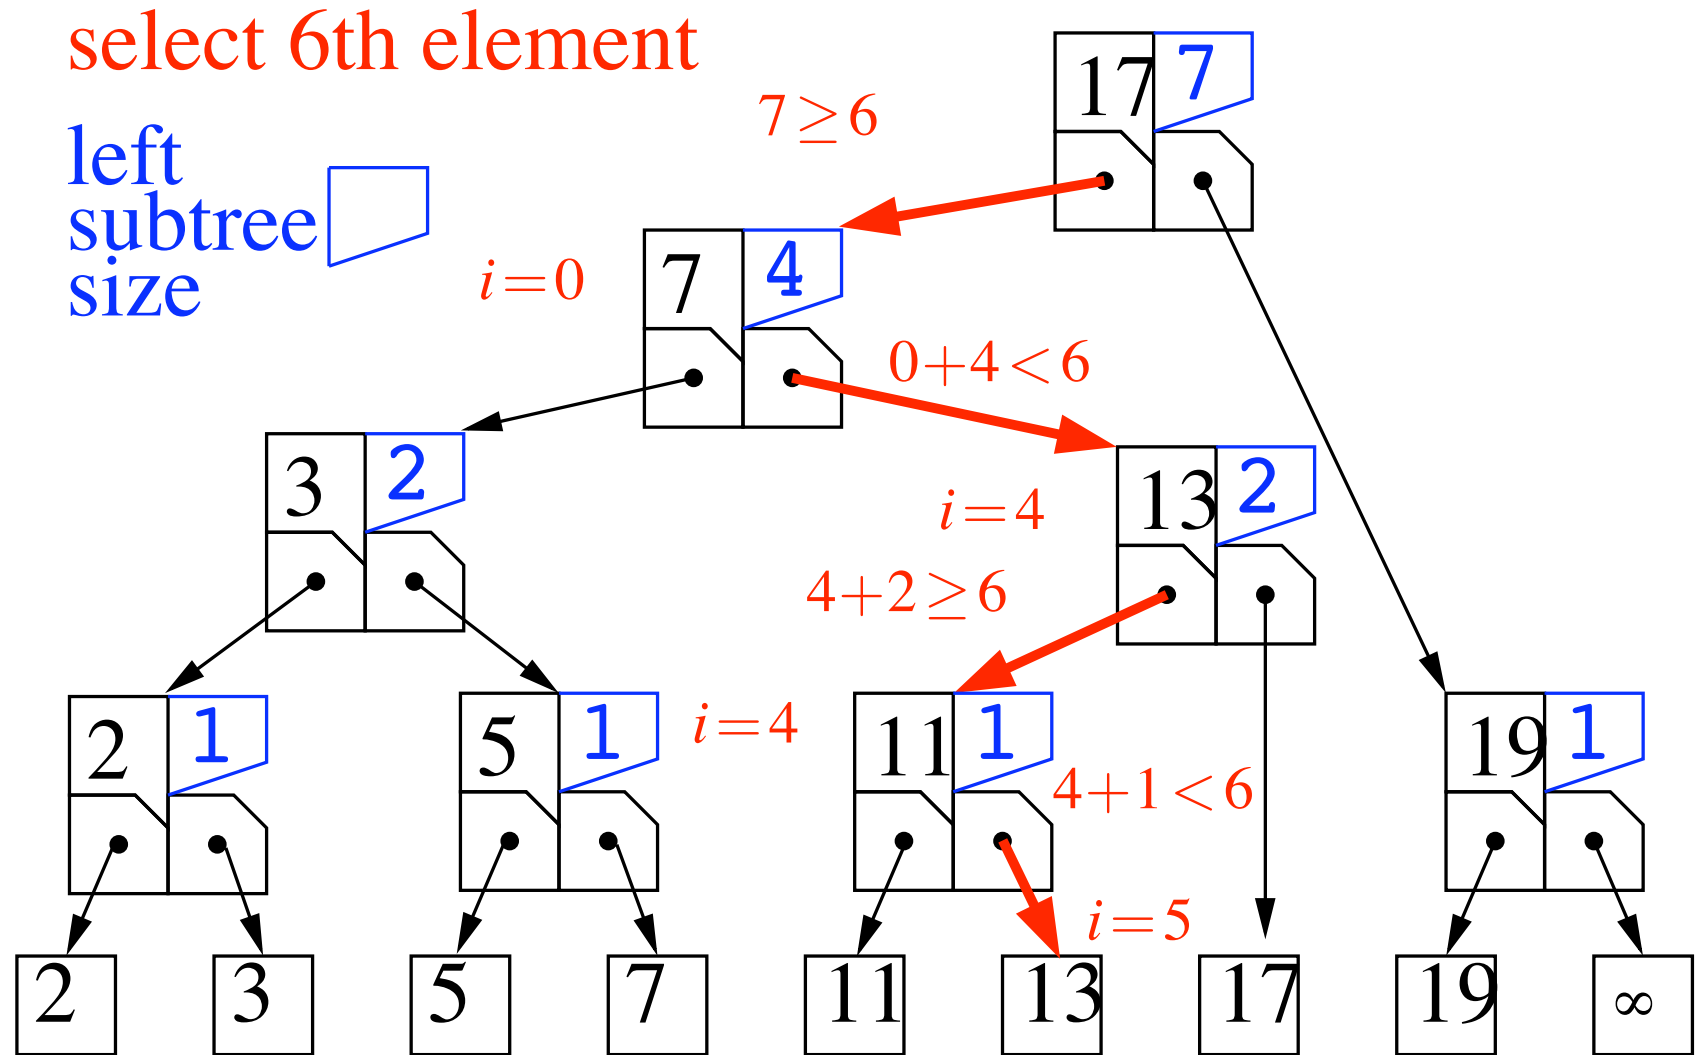 select 6th element
17 7
7≥6
left
subtree
size
7 4
i=0
0+4<6
3 2
13 2
i=4
4+2≥6
2 1
5 1
i=4
11 1
19 1
4+1<6
i=5
2 3 5 7 11 13 17 19 ∞